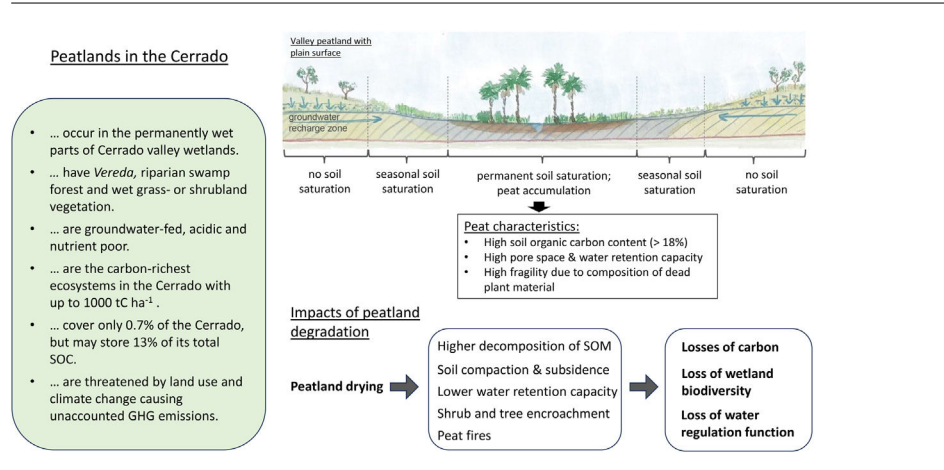 Peatlands in the Cerrado
• … occur in the permanently wet
parts of Cerrado valley wetlands.
• … have Vereda, riparian swamp
forest and wet grass- or shrubland
vegetation.
• … are groundwater-fed, acidic and
nutrient poor.
• … are the carbon-richest
ecosystems in the Cerrado with
up to 1000 tC ha-1 .
• … cover only 0.7% of the Cerrado,
but may store 13% of its total
SOC.
• … are threatened by land use and
climate change causing
unaccounted GHG emissions.
Valley peatland with
plain surface
groundwater
recharge zone
no soil
saturation
seasonal soil
saturation
permanent soil saturation;
peat accumulation
seasonal soil
saturation
no soil
saturation
Peat characteristics:
• High soil organic carbon content (> 18%)
• High pore space & water retention capacity
• High fragility due to composition of dead
plant material
Impacts of peatland
degradation
Peatland drying
Higher decomposition of SOM
Soil compaction & subsidence
Lower water retention capacity
Shrub and tree encroachment
Peat fires
Losses of carbon
Loss of wetland
biodiversity
Loss of water
regulation function